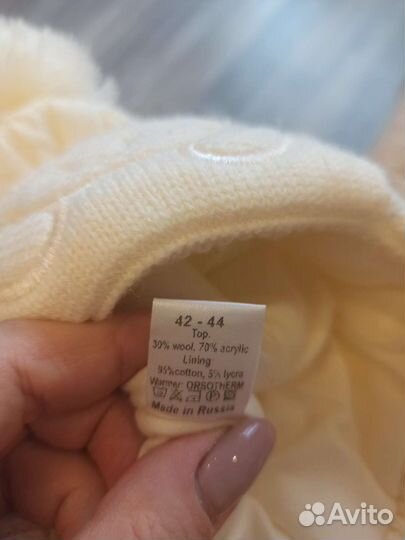 42 - 44
Top.
30% wool, 70% acrylic
Lining
95%cotton, 5% lycra
Warmer: ORSOTHERM
Made in Russia
Avito